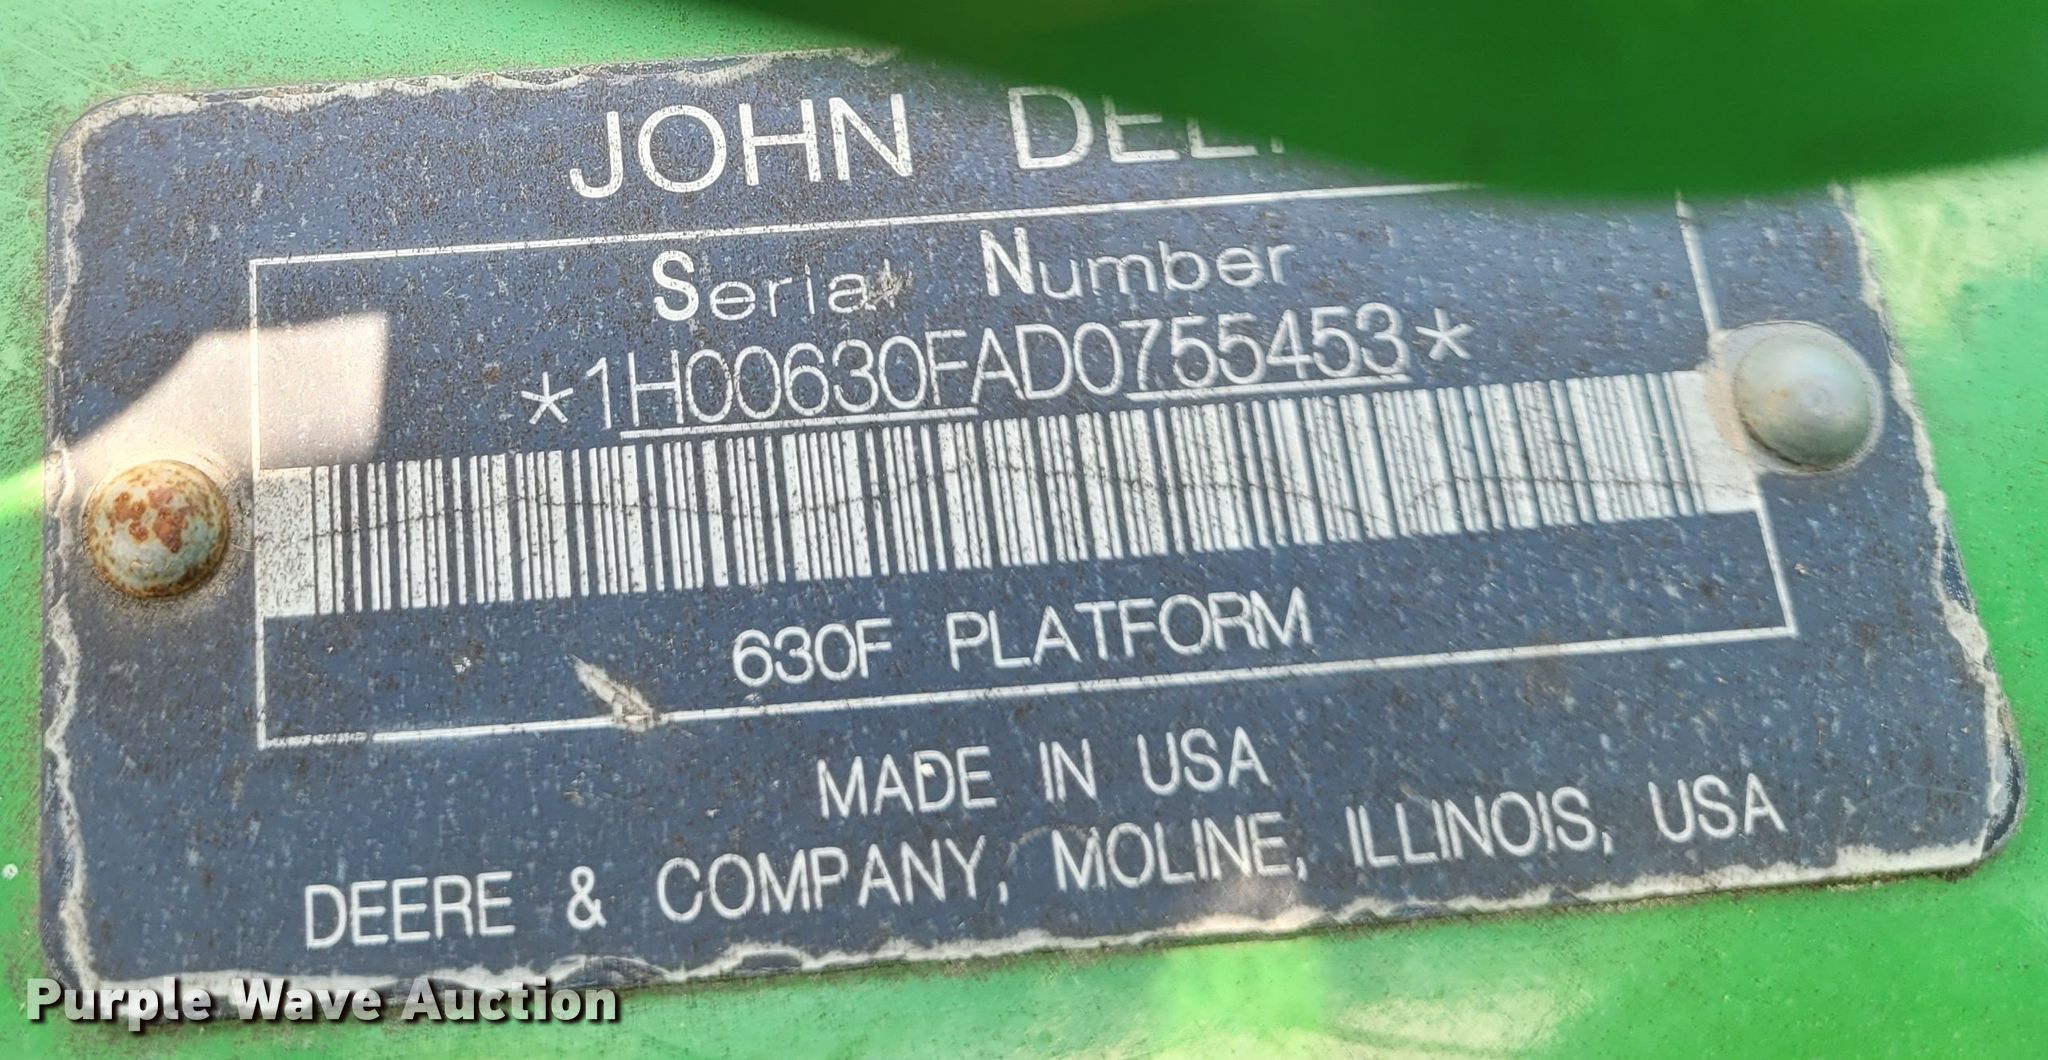 JOHN DEE
Serial Number
*1H00630FAD0755453*
630F PLATFORM
MADE IN USA
DEERE & COMPANY, MOLINE, ILLINOIS, USA
Purple Wave Auction